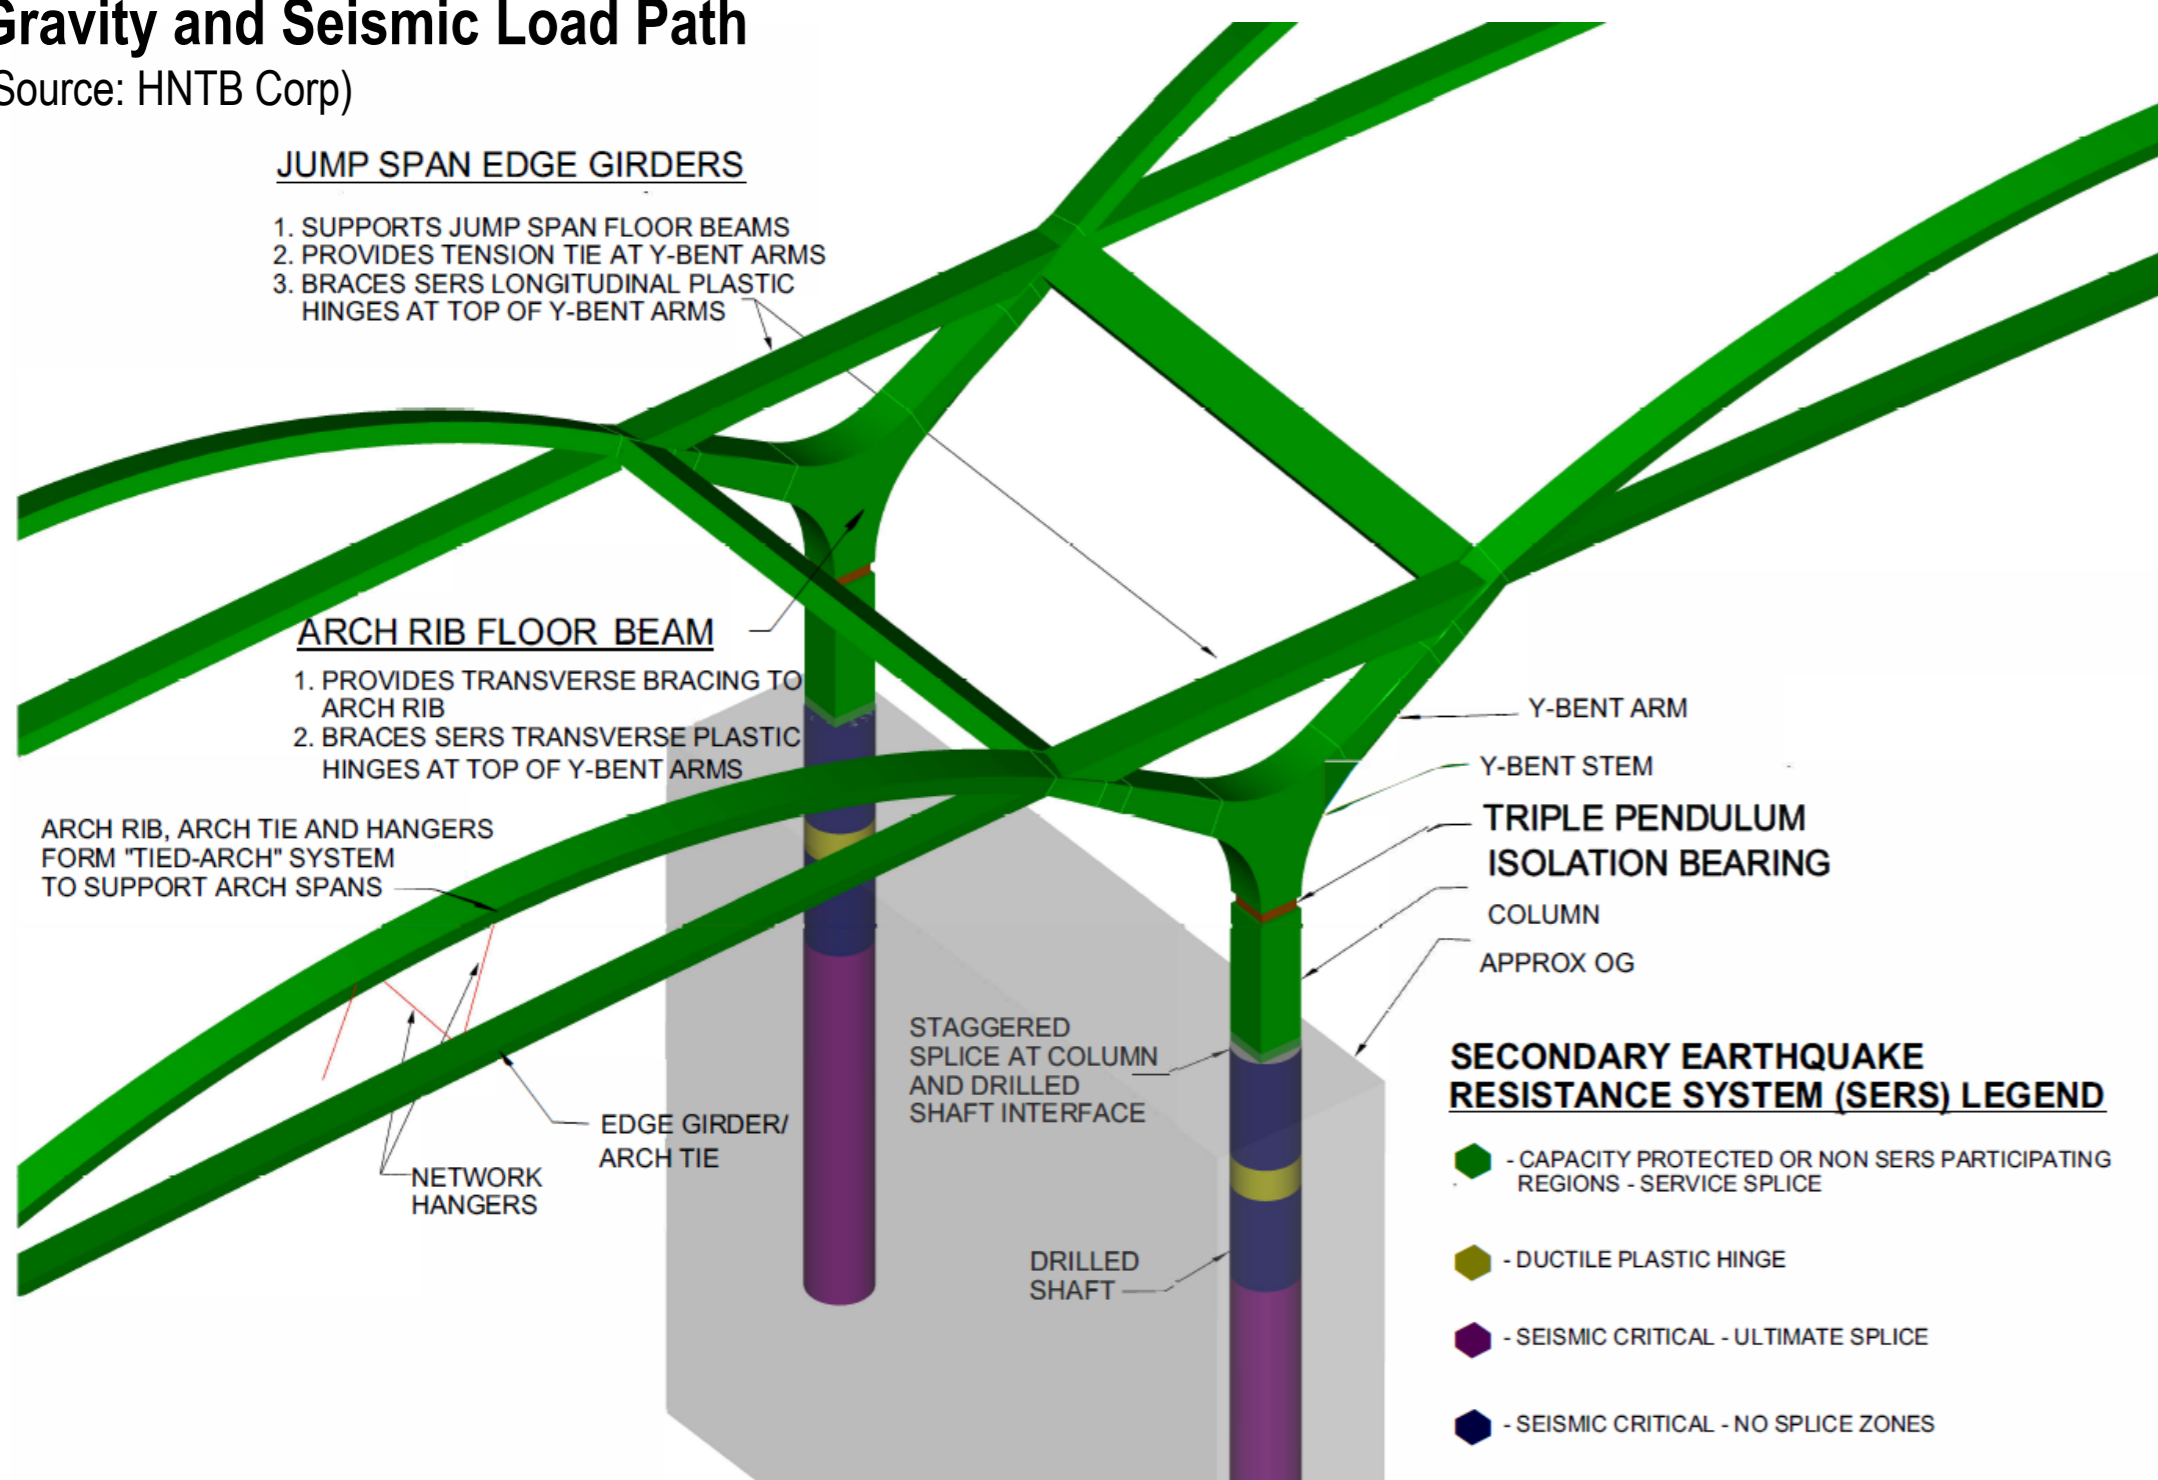 Gravity and Seismic Load Path
Source: HNTB Corp)
JUMP SPAN EDGE GIRDERS
1. SUPPORTS JUMP SPAN FLOOR BEAMS
2. PROVIDES TENSION TIE AT Y-BENT ARMS
3. BRACES SERS LONGITUDINAL PLASTIC
HINGES AT TOP OF Y-BENT ARMS
ARCH RIB FLOOR BEAM
1. PROVIDES TRANSVERSE BRACING TO
ARCH RIB
2. BRACES SERS TRANSVERSE PLASTIC
HINGES AT TOP OF Y-BENT ARMS
ARCH RIB, ARCH TIE AND HANGERS
FORM "TIED-ARCH" SYSTEM
TO SUPPORT ARCH SPANS
NETWORK
HANGERS
EDGE GIRDER/
ARCH TIE
STAGGERED
SPLICE AT COLUMN
AND DRILLED
SHAFT INTERFACE
DRILLED
SHAFT
Y-BENT ARM
Y-BENT STEM
TRIPLE PENDULUM
ISOLATION BEARING
COLUMN
APPROX OG
SECONDARY EARTHQUAKE
RESISTANCE SYSTEM (SERS) LEGEND
- CAPACITY PROTECTED OR NON SERS PARTICIPATING
REGIONS - SERVICE SPLICE
- DUCTILE PLASTIC HINGE
- SEISMIC CRITICAL - ULTIMATE SPLICE
- SEISMIC CRITICAL - NO SPLICE ZONES